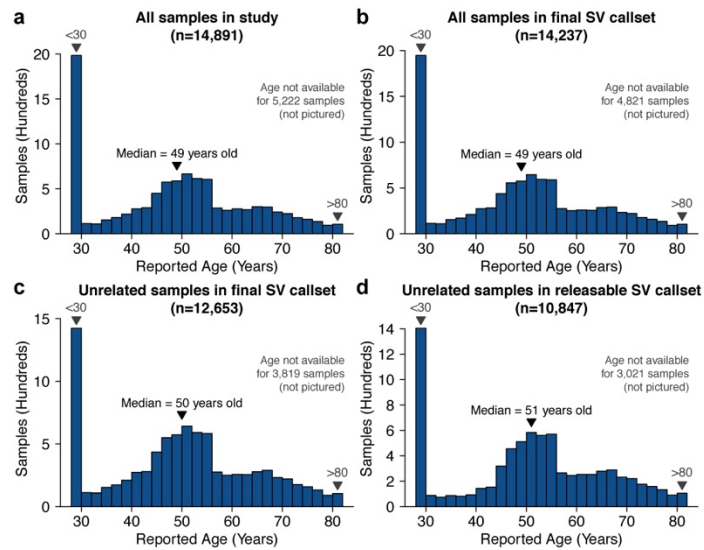 a
All samples in study
(n=14,891)
<30
20
15
10
5
0
Samples (Hundreds)
Age not available
for 5,222 samples
(not pictured)
Median = 49 years old
>80
30 40 50 60 70 80
Reported Age (Years)
b
All samples in final SV callset
(n=14,237)
<30
20
15
10
5
0
Samples (Hundreds)
Age not available
for 4,821 samples
(not pictured)
Median = 49 years old
>80
30 40 50 60 70 80
Reported Age (Years)
c
Unrelated samples in final SV callset
(n=12,653)
<30
15
10
5
0
Samples (Hundreds)
Age not available
for 3,819 samples
(not pictured)
Median = 50 years old
>80
30 40 50 60 70 80
Reported Age (Years)
d
Unrelated samples in releasable SV callset
(n=10,847)
<30
14
12
10
8
6
4
2
0
Samples (Hundreds)
Age not available
for 3,021 samples
(not pictured)
Median = 51 years old
>80
30 40 50 60 70 80
Reported Age (Years)